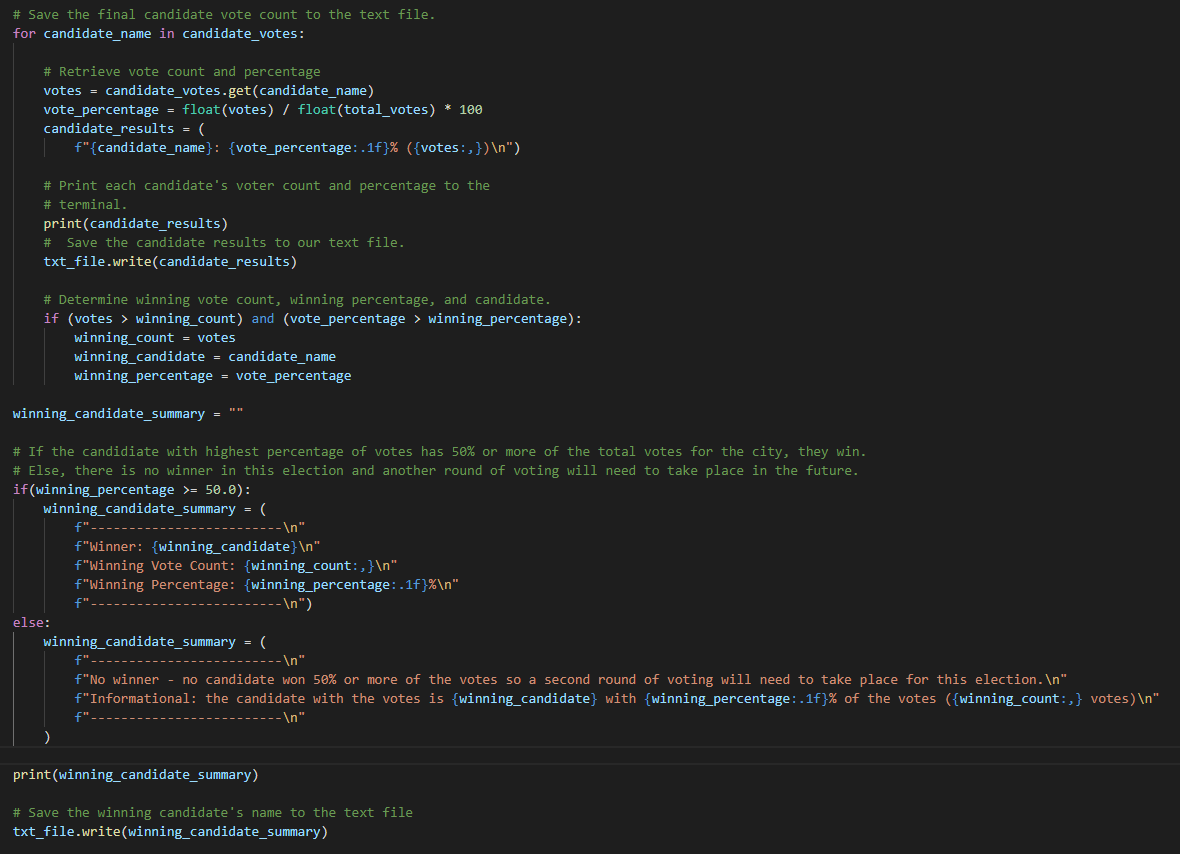 # Save the final candidate vote count to the text file.
for candidate_name in candidate_votes:
# Retrieve vote count and percentage
votes = candidate_votes.get(candidate_name)
vote_percentage = float(votes) / float(total_votes) * 100
candidate_results = (
f"{candidate_name}: {vote_percentage:.1f}% ({votes:,})\n")
# Print each candidate's voter count and percentage to the
# terminal.
print(candidate_results)
#  Save the candidate results to our text file.
txt_file.write(candidate_results)
# Determine winning vote count, winning percentage, and candidate.
if (votes > winning_count) and (vote_percentage > winning_percentage):
winning_count = votes
winning_candidate = candidate_name
winning_percentage = vote_percentage
winning_candidate_summary = ""
# If the candidiate with highest percentage of votes has 50% or more of the total votes for the city, they win.
# Else, there is no winner in this election and another round of voting will need to take place in the future.
if(winning_percentage >= 50.0):
winning_candidate_summary = (
f"-------------------------\n"
f"Winner: {winning_candidate}\n"
f"Winning Vote Count: {winning_count:,}\n"
f"Winning Percentage: {winning_percentage:.1f}%\n"
f"-------------------------\n")
else:
winning_candidate_summary = (
f"-------------------------\n"
f"No winner - no candidate won 50% or more of the votes so a second round of voting will need to take place for this election.\n"
f"Informational: the candidate with the votes is {winning_candidate} with {winning_percentage:.1f}% of the votes ({winning_count:,} votes)\n"
f"-------------------------\n"
)
print(winning_candidate_summary)
# Save the winning candidate's name to the text file
txt_file.write(winning_candidate_summary)